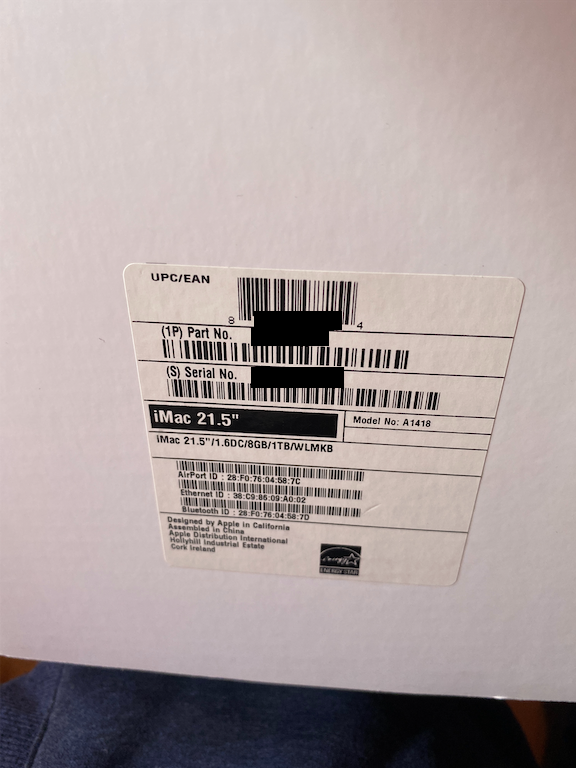 UPC/EAN
8 4
(1P) Part No.
(S) Serial No.
iMac 21.5"
Model No: A1418
iMac 21.5"/1.6DC/8GB/1TB/WLMKB
AirPort ID : 28:F0:76:04:58:7C
Ethernet ID : 38:C9:86:09:A0:02
Bluetooth ID : 28:F0:76:04:58:7D
Designed by Apple in California
Assembled in China
Apple Distribution International
Hollyhill Industrial Estate
Cork Ireland
ENERGY STAR